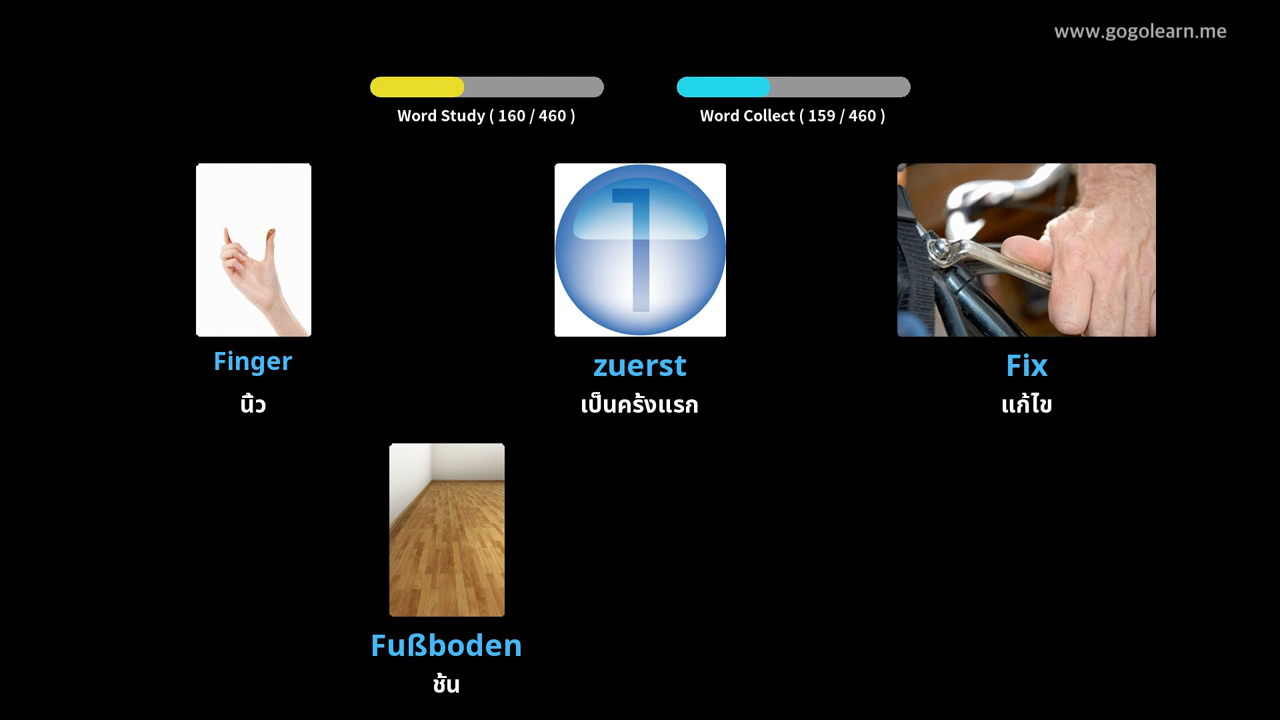 www.gogolearn.me
Word Study ( 160 / 460 )
Word Collect ( 159 / 460 )
1
Finger
นิ้ว
zuerst
เป็นครั้งแรก
Fix
แก้ไข
Fußboden
ชั้น